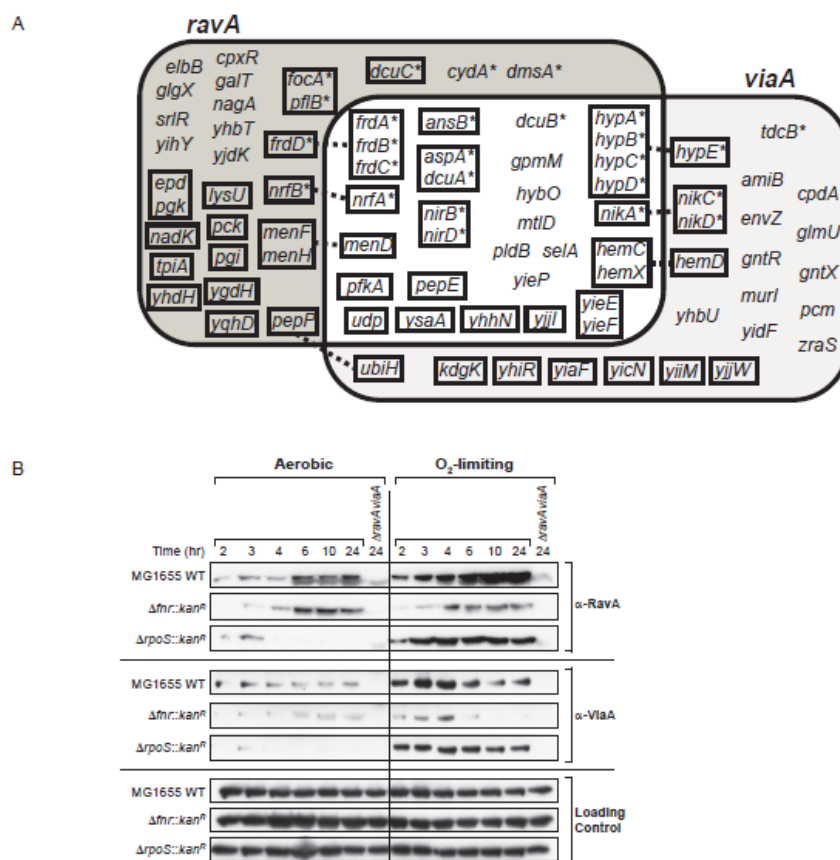 A
ravA
viaA
elbB
glgX
srlR
yihY
cpxR
galT
nagA
yhbT
yjdK
focA*
pflB*
dcuC*
cydA*
dmsA*
frdD*
nrfB*
menF
menH
epd
pgk
nadK
tpiA
yhdH
lysU
pck
pgi
ygdH
yqhD
pepP
frdA*
frdB*
frdC*
nrfA*
menD
pfkA
udp
ansB*
aspA*
dcuA*
nirB*
nirD*
pepE
ysaA
yhhN
yjjI
dcuB*
gpmM
hybO
mtlD
pldB
selA
yieP
hypA*
hypB*
hypC*
hypD*
nikA*
hemC
hemX
yieE
yieF
hypE*
nikC*
nikD*
hemD
yhbU
tdcB*
amiB
envZ
gntR
murI
yidF
cpdA
glmU
gntX
pcm
zraS
ubiH
kdgK
yhiR
yiaF
yicN
yiiM
yjjW
B
Aerobic
O2-limiting
ΔravAviaA
ΔravAviaA
Time (hr) 2 3 4 6 10 24 24 2 3 4 6 10 24 24
MG1655 WT
Δfnr::kanR
ΔrpoS::kanR
α-RavA
MG1655 WT
Δfnr::kanR
ΔrpoS::kanR
α-ViaA
MG1655 WT
Δfnr::kanR
ΔrpoS::kanR
Loading
Control